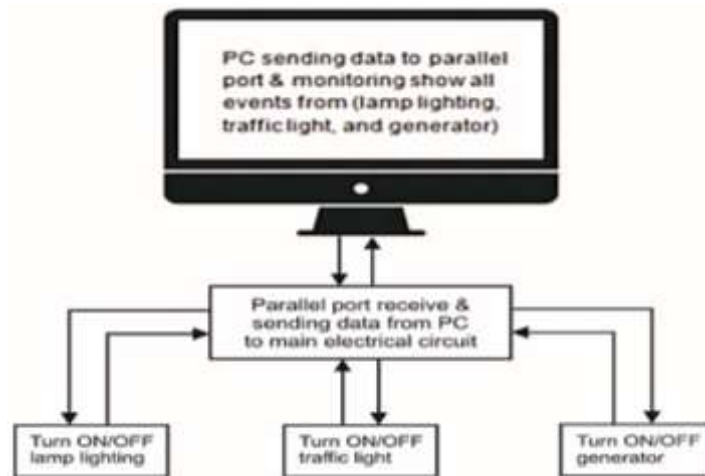 PC sending data to parallel
port & monitoring show all
events from (lamp lighting,
traffic light, and generator)
Parallel port receive &
sending data from PC
to main electrical circuit
Turn ON/OFF
lamp lighting
Turn ON/OFF
traffic light
Turn ON/OFF
generator